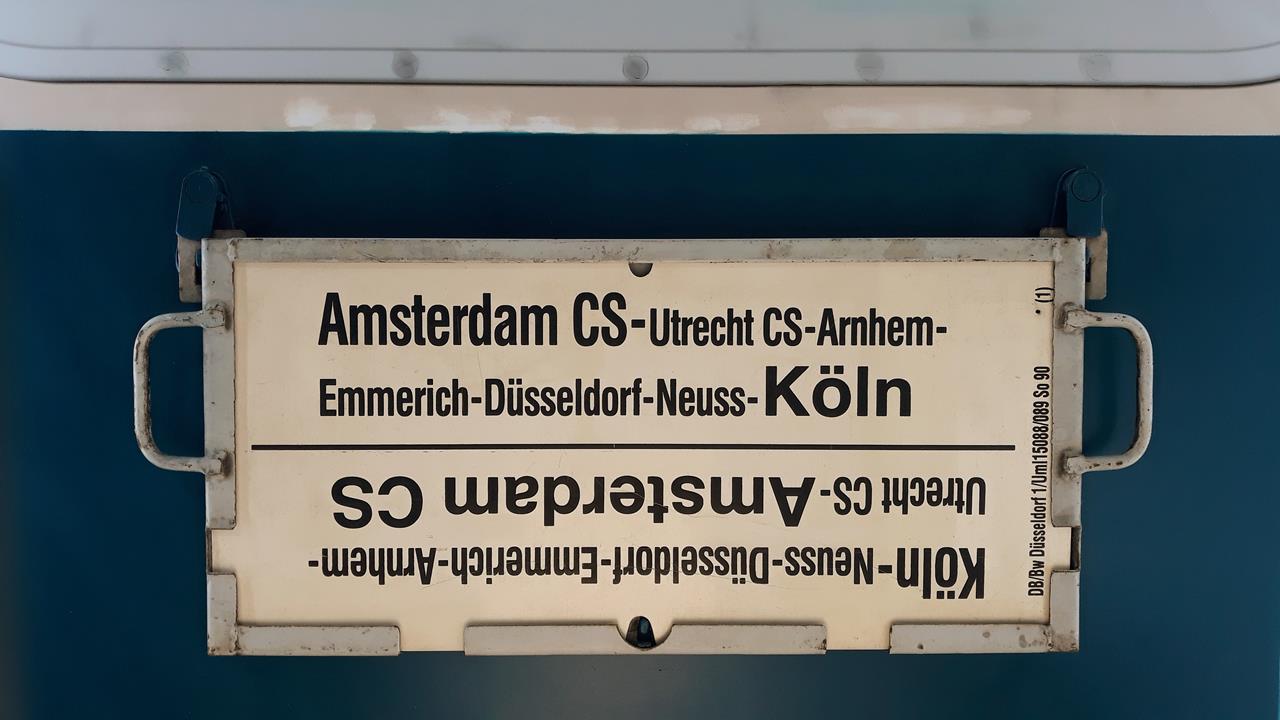 Amsterdam CS-Utrecht CS-Arnhem-
Emmerich-Düsseldorf-Neuss-Köln
Köln-Neuss-Düsseldorf-Emmerich-Arnhem-
Utrecht CS-Amsterdam CS
DB/Bw Düsseldorf 1/Uml15088/089 So 90 (1)